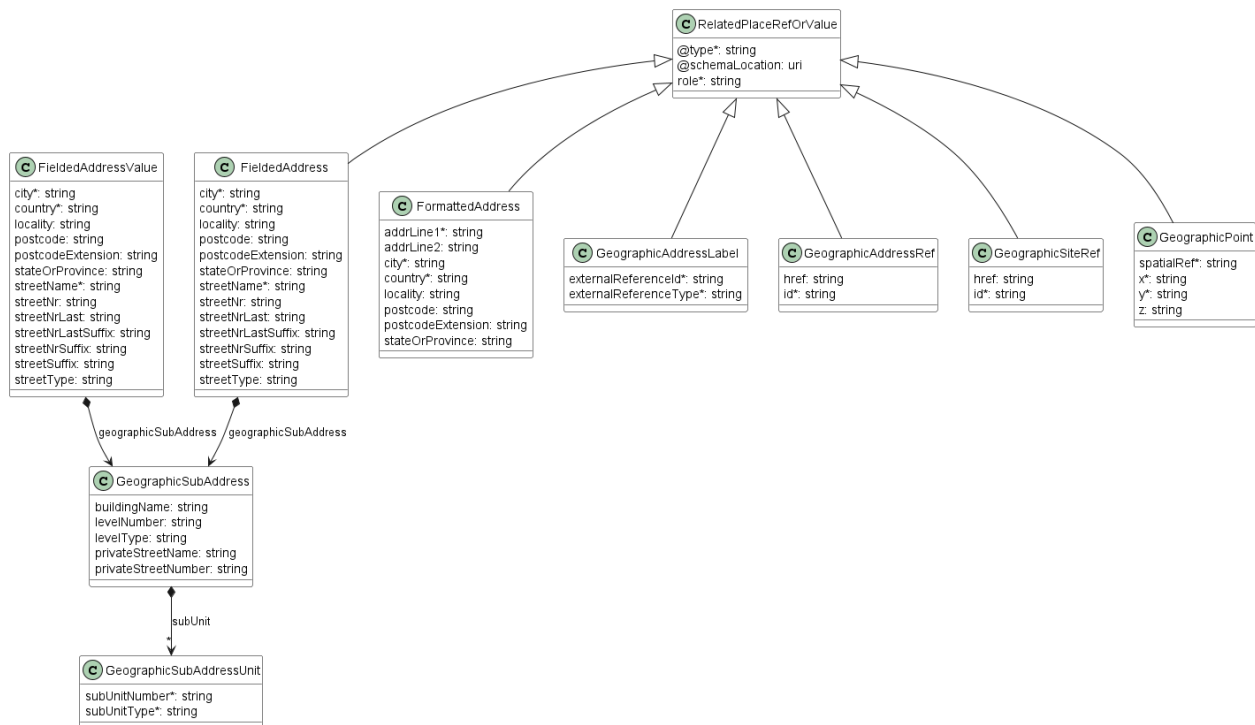 C RelatedPlaceRefOrValue
@type*: string
@schemaLocation: uri
role*: string
C FieldedAddressValue
city*: string
country*: string
locality: string
postcode: string
postcodeExtension: string
stateOrProvince: string
streetName*: string
streetNr: string
streetNrLast: string
streetNrLastSuffix: string
streetNrSuffix: string
streetSuffix: string
streetType: string
C FieldedAddress
city*: string
country*: string
locality: string
postcode: string
postcodeExtension: string
stateOrProvince: string
streetName*: string
streetNr: string
streetNrLast: string
streetNrLastSuffix: string
streetNrSuffix: string
streetSuffix: string
streetType: string
C FormattedAddress
addrLine1*: string
addrLine2: string
city*: string
country*: string
locality: string
postcode: string
postcodeExtension: string
stateOrProvince: string
C GeographicAddressLabel
externalReferenceId*: string
externalReferenceType*: string
C GeographicAddressRef
href: string
id*: string
C GeographicSiteRef
href: string
id*: string
C GeographicPoint
spatialRef*: string
x*: string
y*: string
z: string
geographicSubAddress
geographicSubAddress
C GeographicSubAddress
buildingName: string
levelNumber: string
levelType: string
privateStreetName: string
privateStreetNumber: string
subUnit
*
C GeographicSubAddressUnit
subUnitNumber*: string
subUnitType*: string